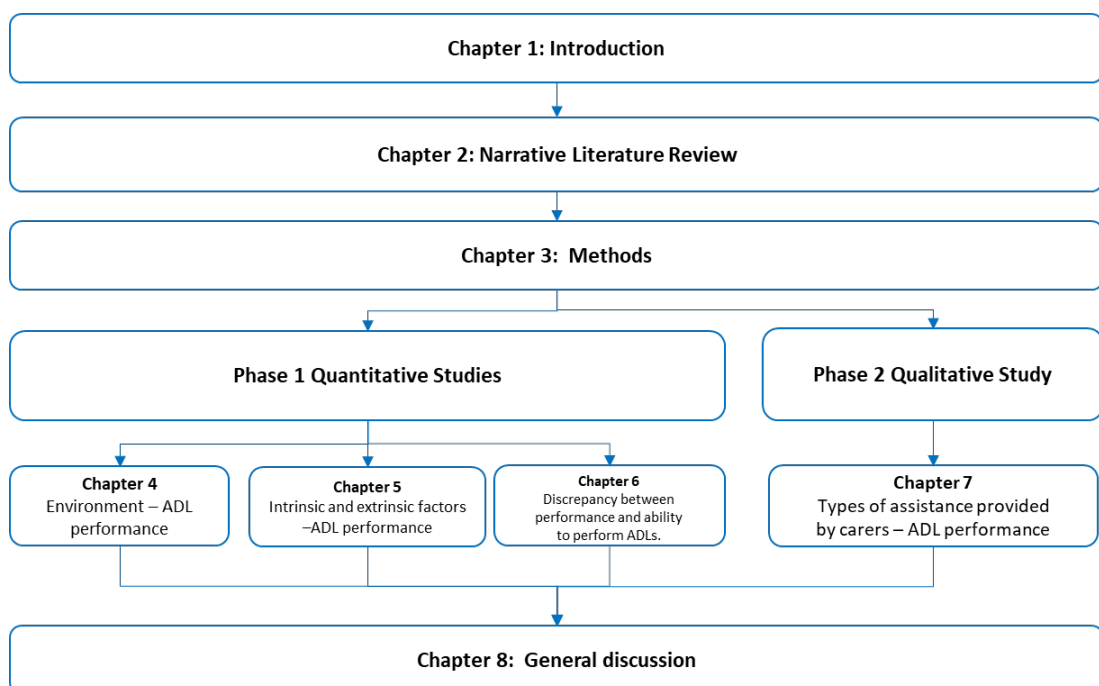 Chapter 1: Introduction
Chapter 2: Narrative Literature Review
Chapter 3:  Methods
Phase 1 Quantitative Studies
Phase 2 Qualitative Study
Chapter 4
Environment – ADL
performance
Chapter 5
Intrinsic and extrinsic factors
–ADL performance
Chapter 6
Discrepancy between
performance and ability
to perform ADLs.
Chapter 7
Types of assistance provided
by carers – ADL performance
Chapter 8:  General discussion